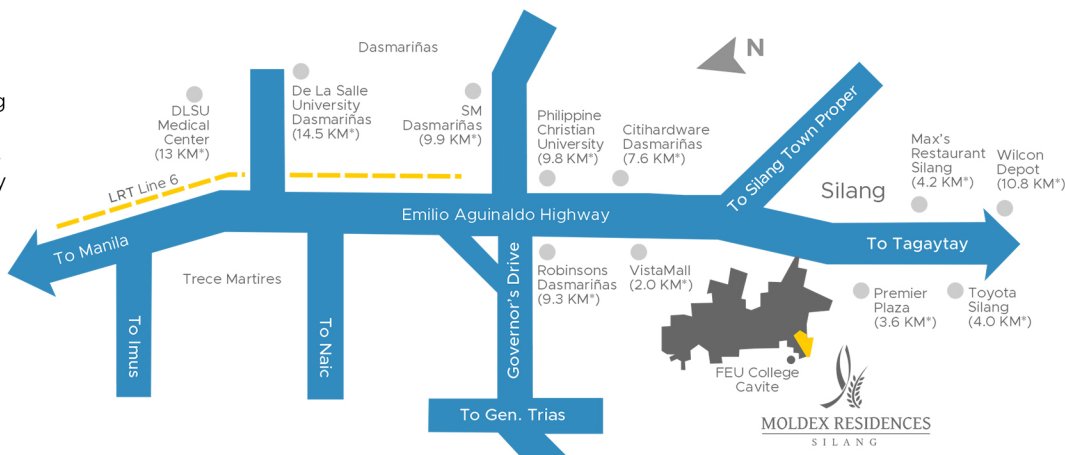 g
y
Dasmariñas
N
DLSU
Medical
Center
(13 KM*)
De La Salle
University
Dasmariñas
(14.5 KM*)
SM
Dasmariñas
(9.9 KM*)
Philippine
Christian
University
(9.8 KM*)
Citihardware
Dasmariñas
(7.6 KM*)
To Silang Town Proper
Silang
Max's
Restaurant
Silang
(4.2 KM*)
Wilcon
Depot
(10.8 KM*)
LRT Line 6
To Manila
Emilio Aguinaldo Highway
To Tagaytay
Trece Martires
To Imus
To Naic
Governor's Drive
Robinsons
Dasmariñas
(9.3 KM*)
VistaMall
(2.0 KM*)
Premier
Plaza
(3.6 KM*)
Toyota
Silang
(4.0 KM*)
FEU College
Cavite
To Gen. Trias
MOLDEX RESIDENCES
SILANG